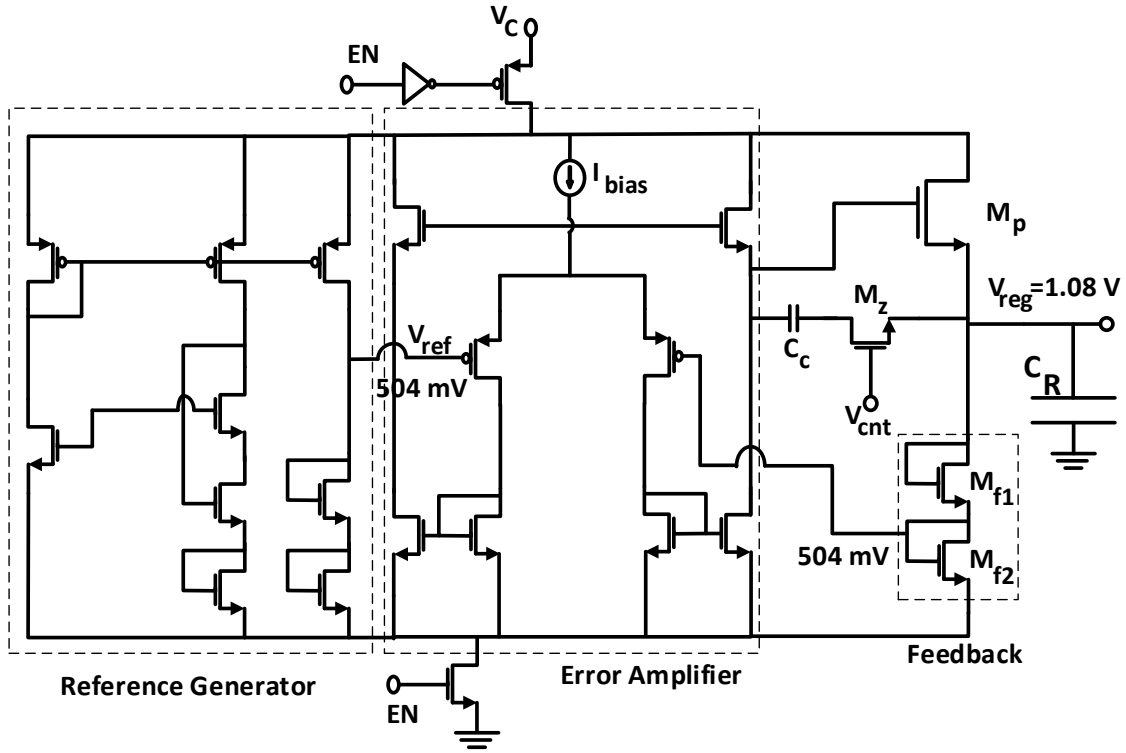 V_C
EN
I_bias
M_p
V_reg=1.08 V
M_z
V_ref
504 mV
C_c
C_R
V_cnt
M_f1
504 mV
M_f2
Feedback
Reference Generator
Error Amplifier
EN